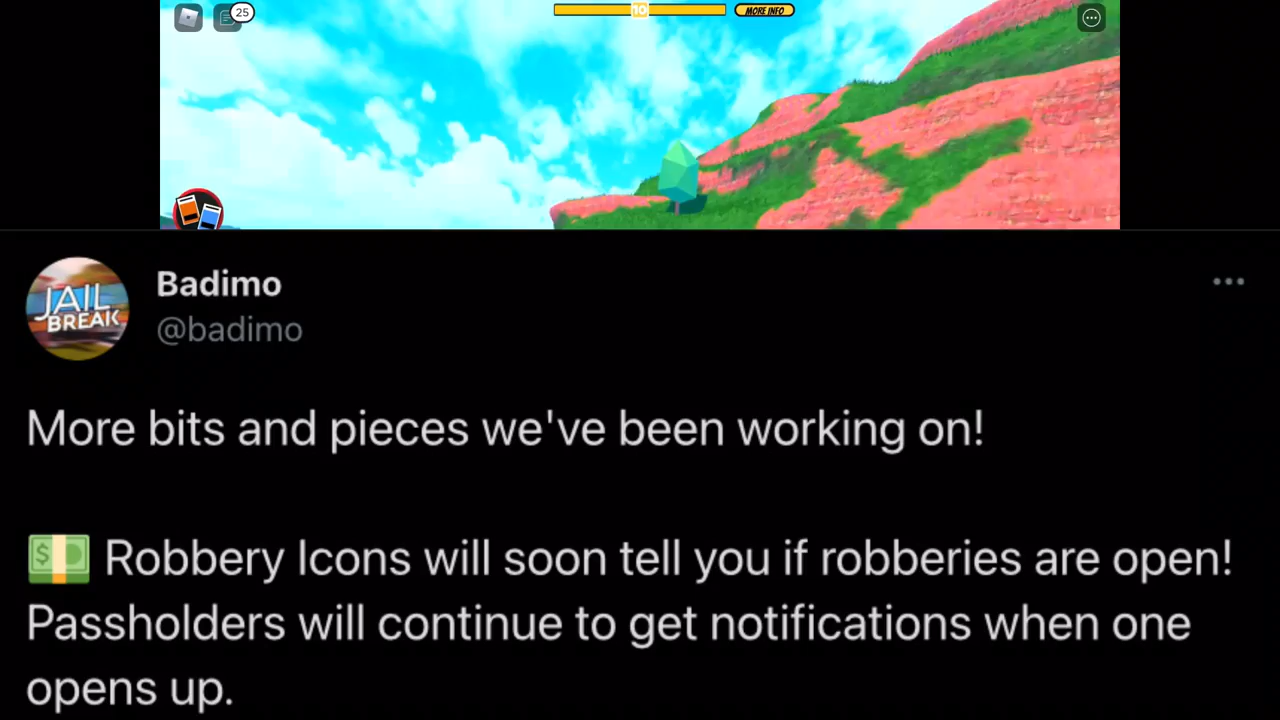 25
10
MORE INFO
JAIL
BREAK
Badimo
@badimo
More bits and pieces we've been working on!
💵 Robbery Icons will soon tell you if robberies are open!
Passholders will continue to get notifications when one
opens up.